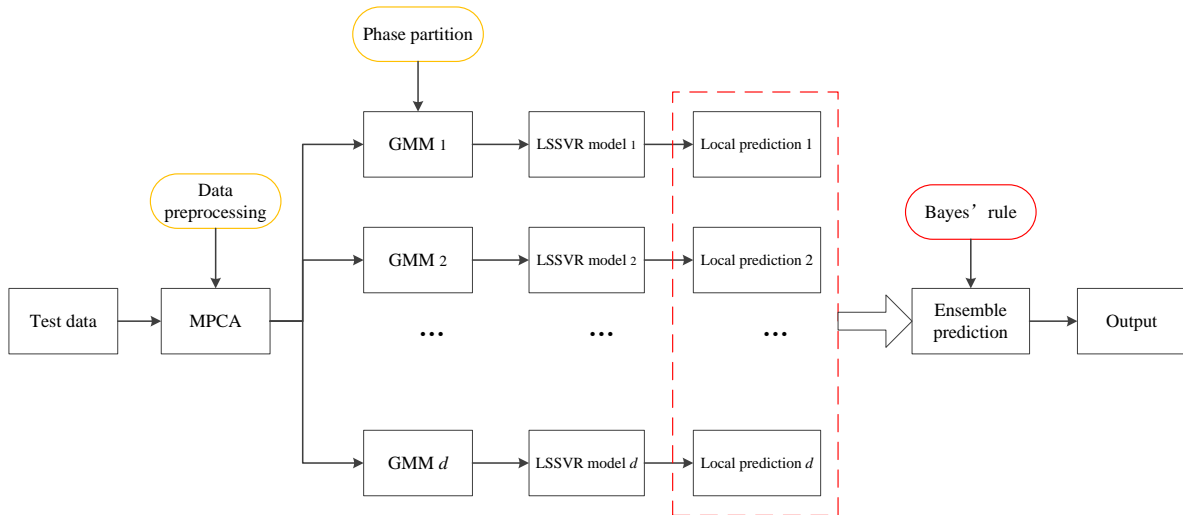 Phase partition
GMM 1
LSSVR model 1
Local prediction 1
Data
preprocessing
Bayes’ rule
GMM 2
LSSVR model 2
Local prediction 2
Test data
MPCA
...
...
...
Ensemble
prediction
Output
GMM d
LSSVR model d
Local prediction d